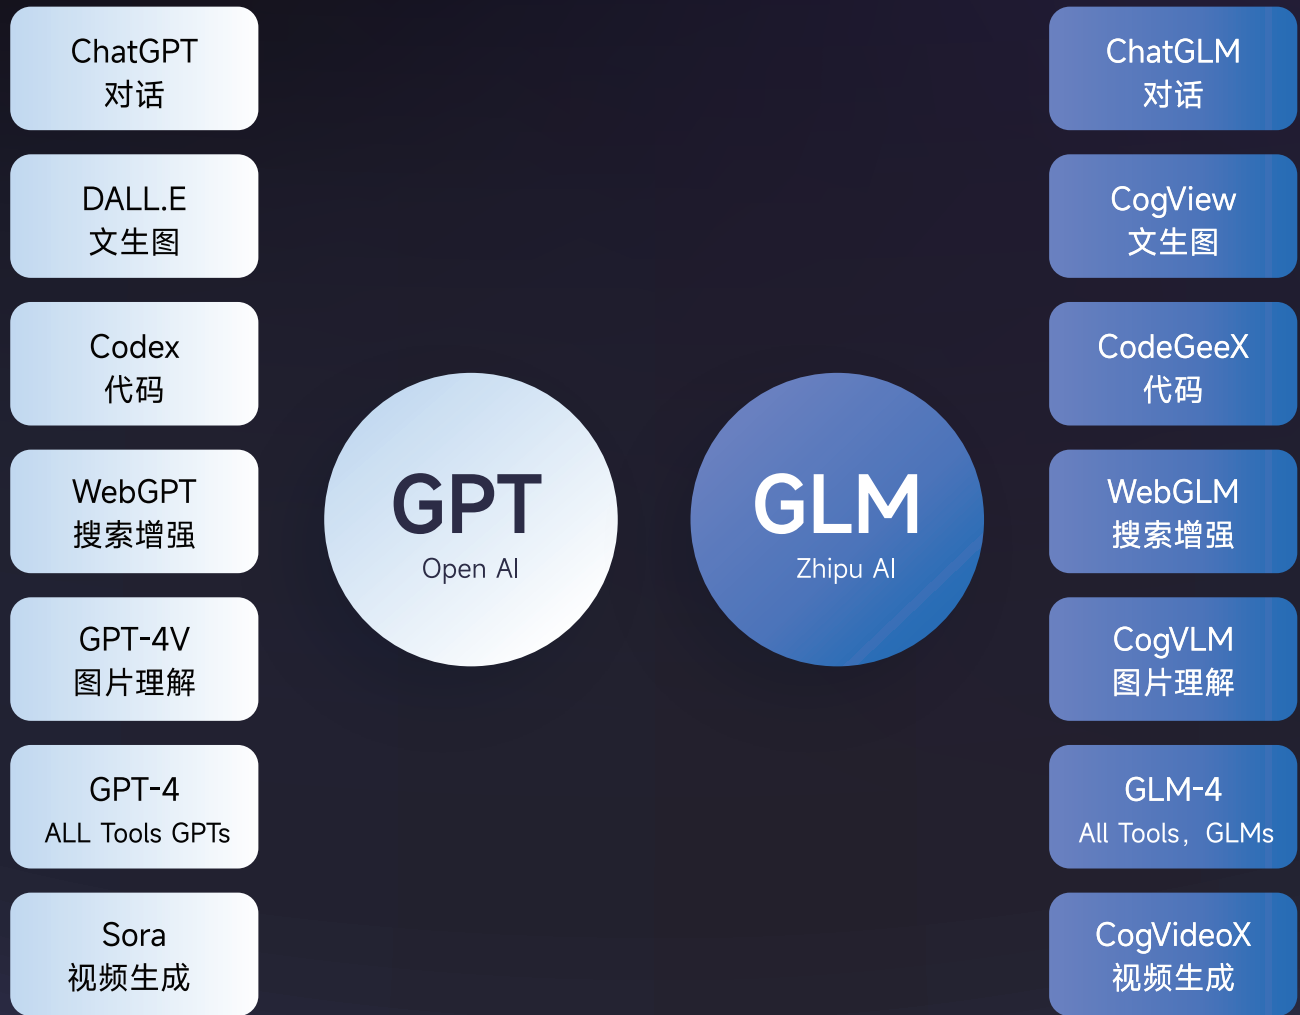 ChatGPT
对话
DALL.E
文生图
Codex
代码
WebGPT
搜索增强
GPT-4V
图片理解
GPT-4
ALL Tools GPTs
Sora
视频生成
GPT
Open AI
GLM
Zhipu AI
ChatGLM
对话
CogView
文生图
CodeGeeX
代码
WebGLM
搜索增强
CogVLM
图片理解
GLM-4
All Tools，GLMs
CogVideoX
视频生成